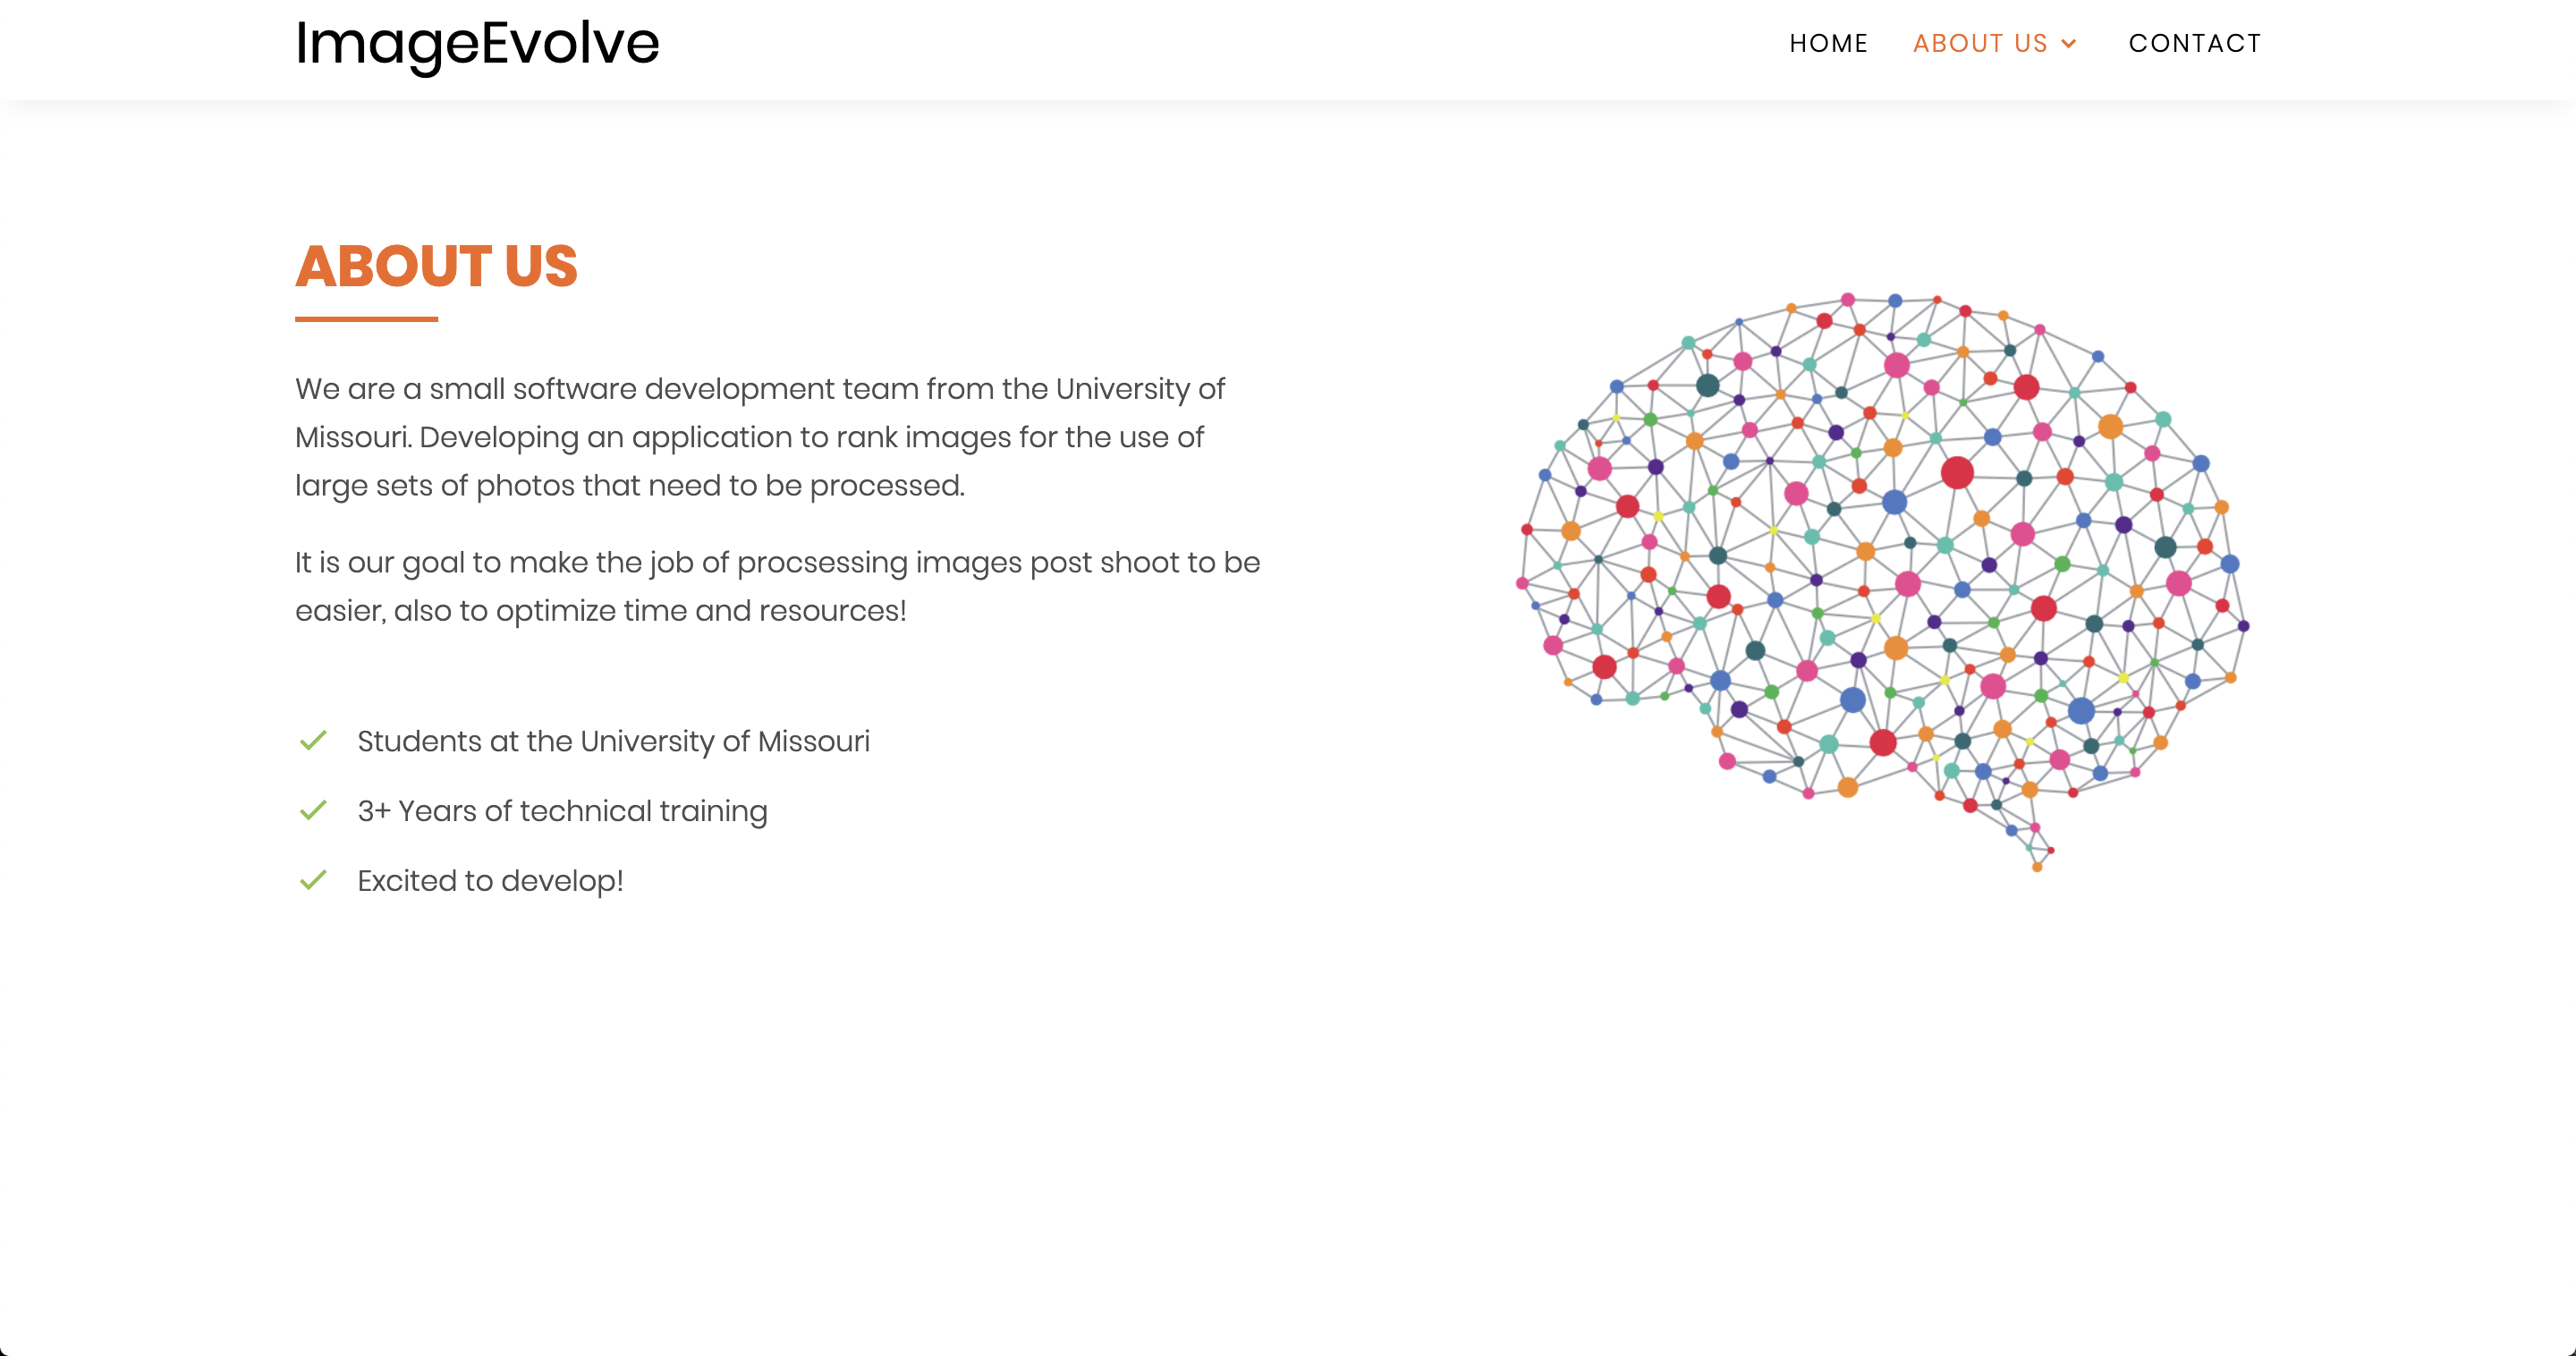 ImageEvolve
HOME
ABOUT US
CONTACT
ABOUT US
We are a small software development team from the University of
Missouri. Developing an application to rank images for the use of
large sets of photos that need to be processed.
It is our goal to make the job of procsessing images post shoot to be
easier, also to optimize time and resources!
Students at the University of Missouri
3+ Years of technical training
Excited to develop!